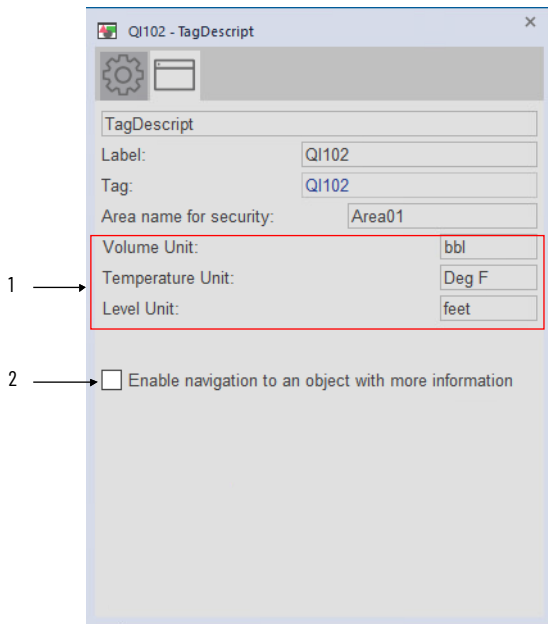 QI102 - TagDescript
TagDescript
Label: QI102
Tag: QI102
Area name for security: Area01
Volume Unit: bbl
1
Temperature Unit: Deg F
Level Unit: feet
2
Enable navigation to an object with more information